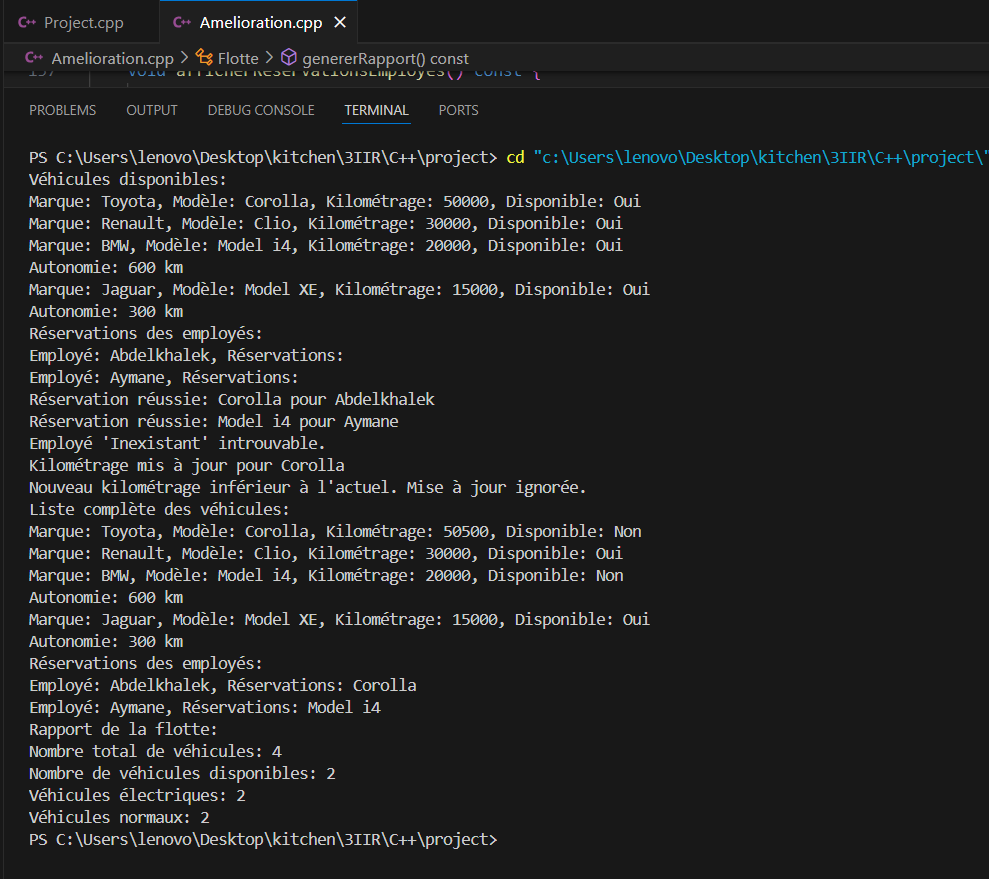 Project.cpp
Amelioration.cpp
Amelioration.cpp > Flotte > genererRapport() const
157 void afficherReservationsEmployes() const {
PROBLEMS OUTPUT DEBUG CONSOLE TERMINAL PORTS
PS C:\Users\lenovo\Desktop\kitchen\3IIR\C++\project> cd "c:\Users\lenovo\Desktop\kitchen\3IIR\C++\project\"
Véhicules disponibles:
Marque: Toyota, Modèle: Corolla, Kilométrage: 50000, Disponible: Oui
Marque: Renault, Modèle: Clio, Kilométrage: 30000, Disponible: Oui
Marque: BMW, Modèle: Model i4, Kilométrage: 20000, Disponible: Oui
Autonomie: 600 km
Marque: Jaguar, Modèle: Model XE, Kilométrage: 15000, Disponible: Oui
Autonomie: 300 km
Réservations des employés:
Employé: Abdelkhalek, Réservations:
Employé: Aymane, Réservations:
Réservation réussie: Corolla pour Abdelkhalek
Réservation réussie: Model i4 pour Aymane
Employé 'Inexistant' introuvable.
Kilométrage mis à jour pour Corolla
Nouveau kilométrage inférieur à l'actuel. Mise à jour ignorée.
Liste complète des véhicules:
Marque: Toyota, Modèle: Corolla, Kilométrage: 50500, Disponible: Non
Marque: Renault, Modèle: Clio, Kilométrage: 30000, Disponible: Oui
Marque: BMW, Modèle: Model i4, Kilométrage: 20000, Disponible: Non
Autonomie: 600 km
Marque: Jaguar, Modèle: Model XE, Kilométrage: 15000, Disponible: Oui
Autonomie: 300 km
Réservations des employés:
Employé: Abdelkhalek, Réservations: Corolla
Employé: Aymane, Réservations: Model i4
Rapport de la flotte:
Nombre total de véhicules: 4
Nombre de véhicules disponibles: 2
Véhicules électriques: 2
Véhicules normaux: 2
PS C:\Users\lenovo\Desktop\kitchen\3IIR\C++\project>